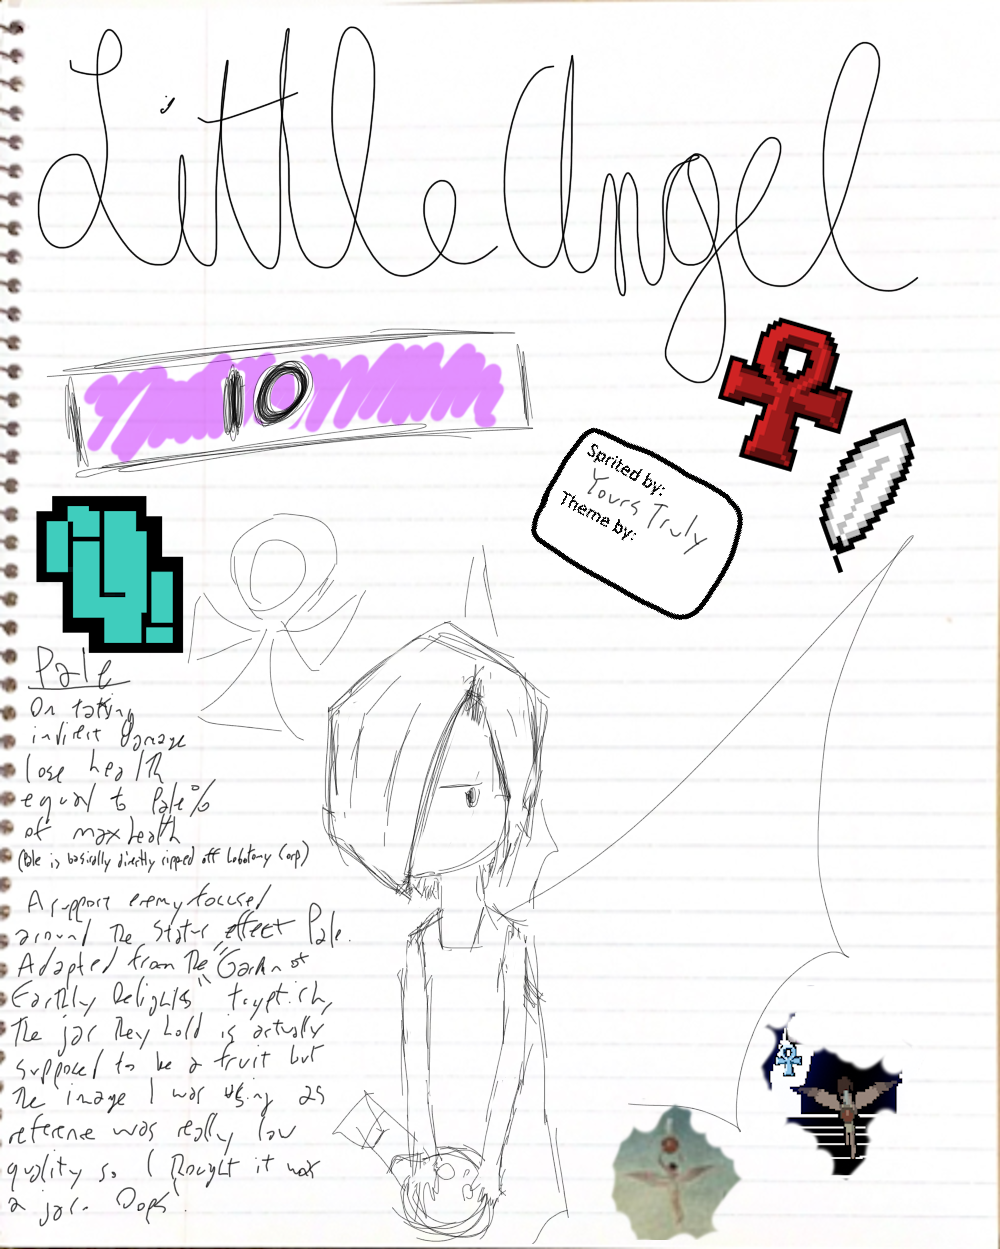 Little Angel
10
Sprited by:
Yours Truly
Theme by:
Pale
On taking
indirect damage
lose health
equal to Pale%
of max health
(Pale is basically directly ripped off Lobotomy Corp)
A support enemy focused
around the status effect Pale.
Adapted from the "Garden of
Earthly Delights" tryptich,
The jar they hold is actually
supposed to be a fruit but
the image I was using as
reference was really low
quality so I thought it was
a jar. Oops.